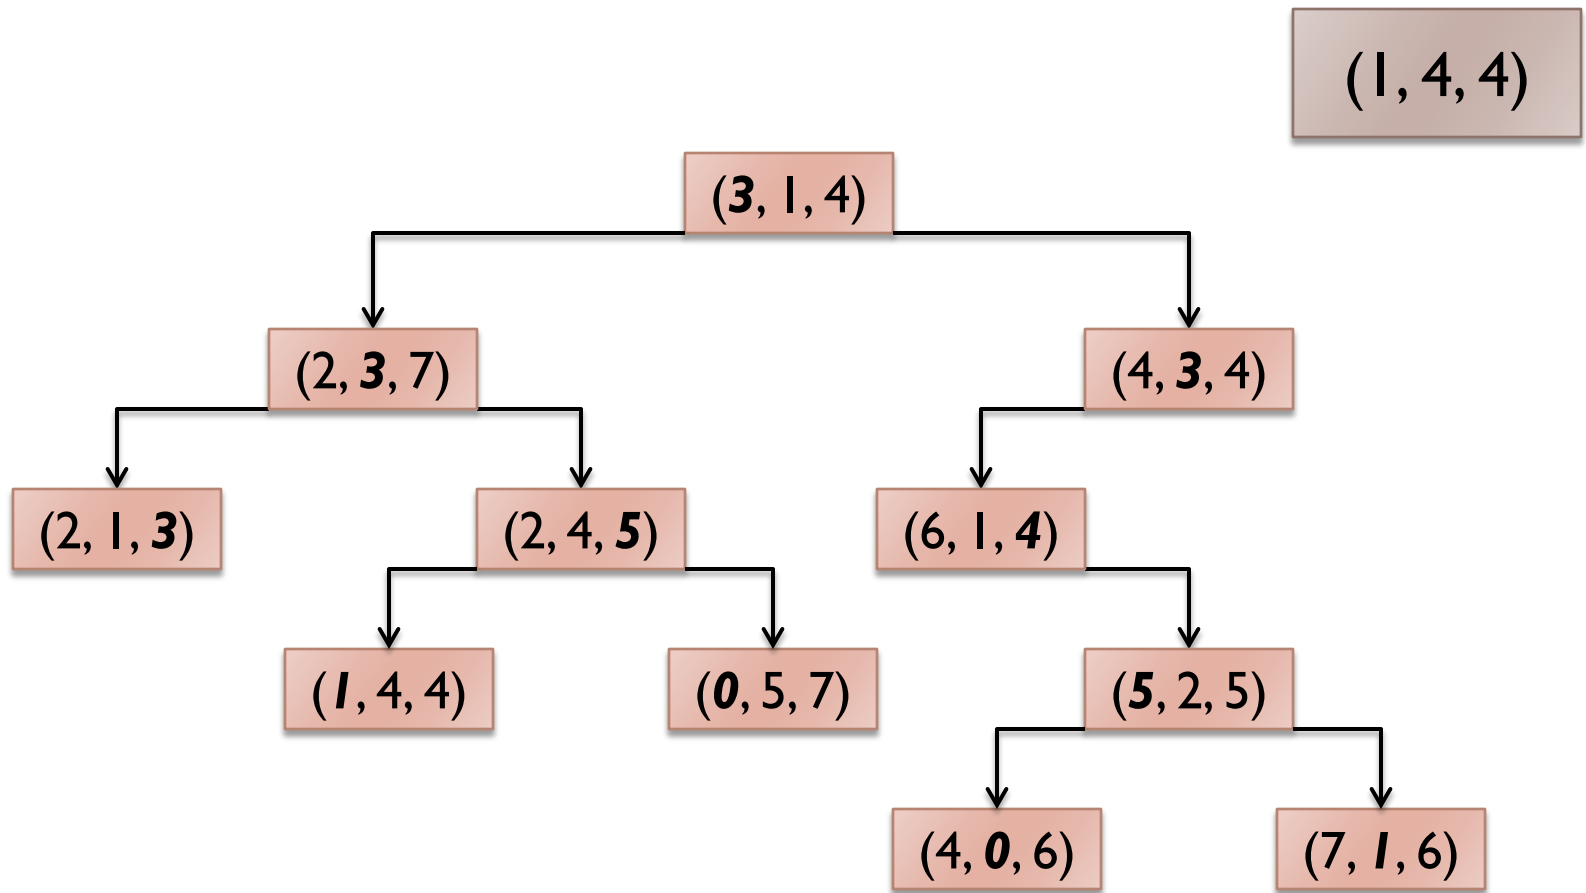 (1, 4, 4)
(3, 1, 4)
(2, 3, 7)
(4, 3, 4)
(2, 1, 3)
(2, 4, 5)
(6, 1, 4)
(1, 4, 4)
(0, 5, 7)
(5, 2, 5)
(4, 0, 6)
(7, 1, 6)